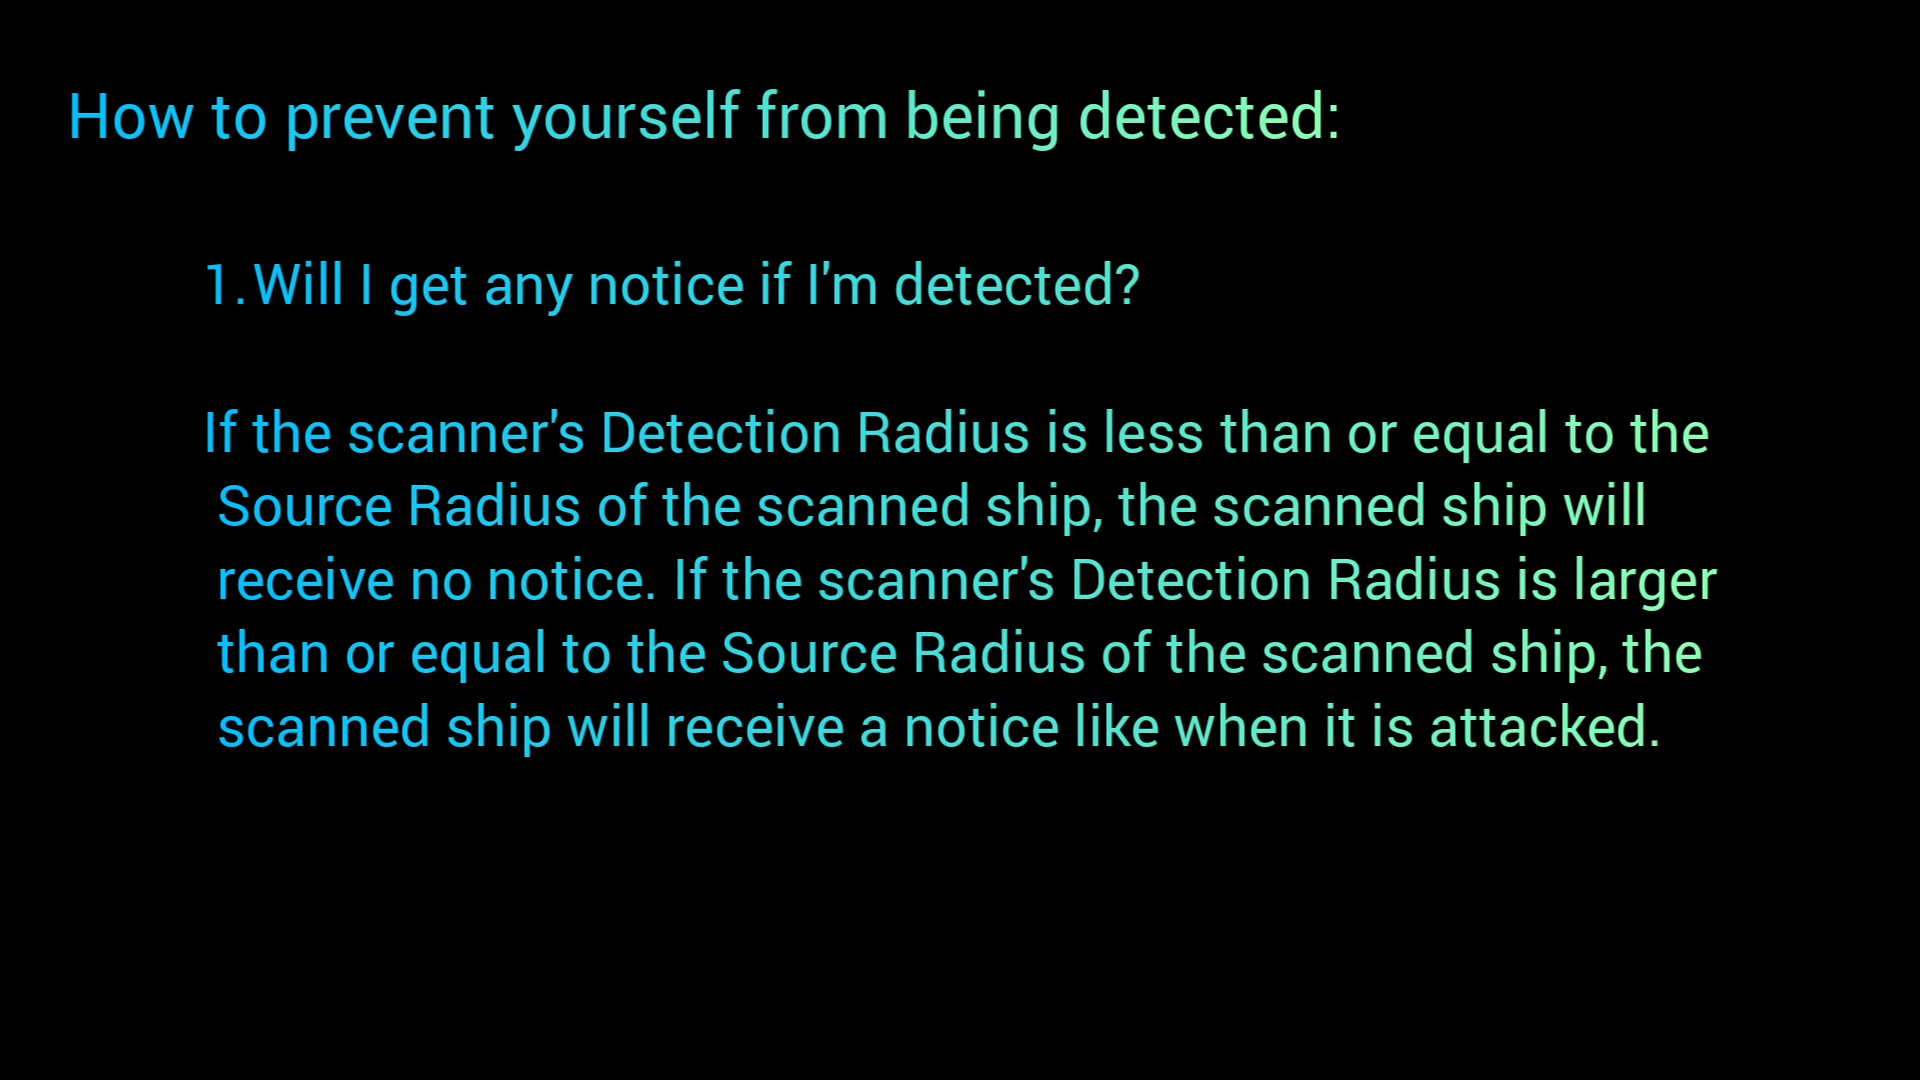 How to prevent yourself from being detected:
1.Will I get any notice if I'm detected?
If the scanner's Detection Radius is less than or equal to the
Source Radius of the scanned ship, the scanned ship will
receive no notice. If the scanner's Detection Radius is larger
than or equal to the Source Radius of the scanned ship, the
scanned ship will receive a notice like when it is attacked.